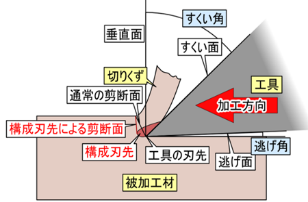 すくい角
垂直面
すくい面
切りくず
工具
通常の剪断面
加工方向
構成刃先による剪断面
構成刃先
工具の刃先
逃げ角
逃げ面
被加工材